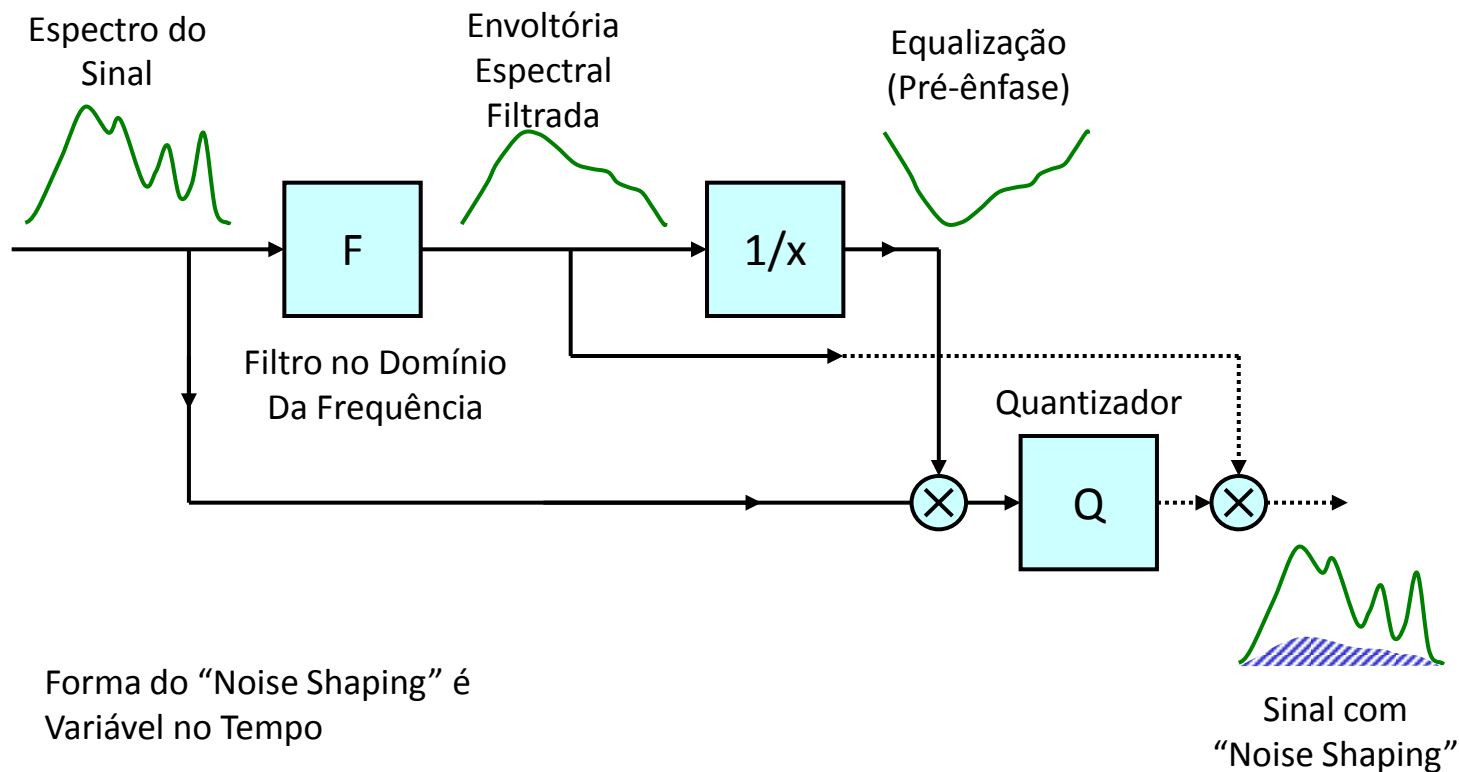 Espectro do
Sinal
Envoltória
Espectral
Filtrada
Equalização
(Pré-ênfase)
F
1/x
Filtro no Domínio
Da Frequência
Quantizador
Q
Forma do “Noise Shaping” é
Variável no Tempo
Sinal com
“Noise Shaping”